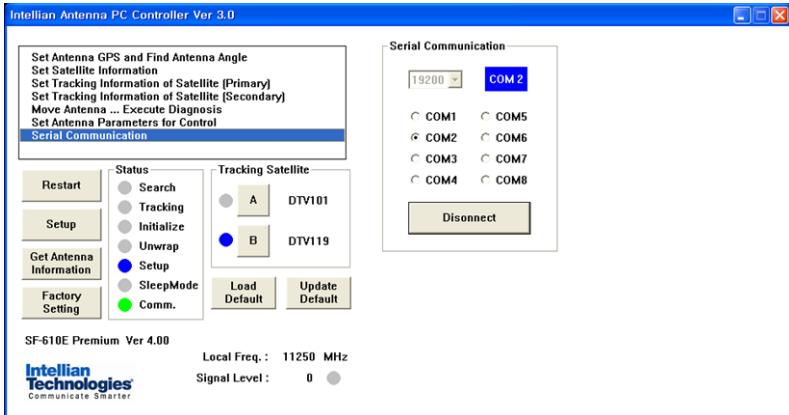 Intellian Antenna PC Controller Ver 3.0
Set Antenna GPS and Find Antenna Angle
Set Satellite Information
Set Tracking Information of Satellite (Primary)
Set Tracking Information of Satellite (Secondary)
Move Antenna ... Execute Diagnosis
Set Antenna Parameters for Control
Serial Communication
Restart
Setup
Get Antenna
Information
Factory
Setting
Status
Search
Tracking
Initialize
Unwrap
Setup
SleepMode
Comm.
Tracking Satellite
A DTV101
B DTV119
Load
Default
Update
Default
SF-610E Premium Ver 4.00
Local Freq. : 11250 MHz
Signal Level : 0
Intellian
Technologies
Communicate Smarter
Serial Communication
19200 COM 2
COM1 COM5
COM2 COM6
COM3 COM7
COM4 COM8
Disonnect